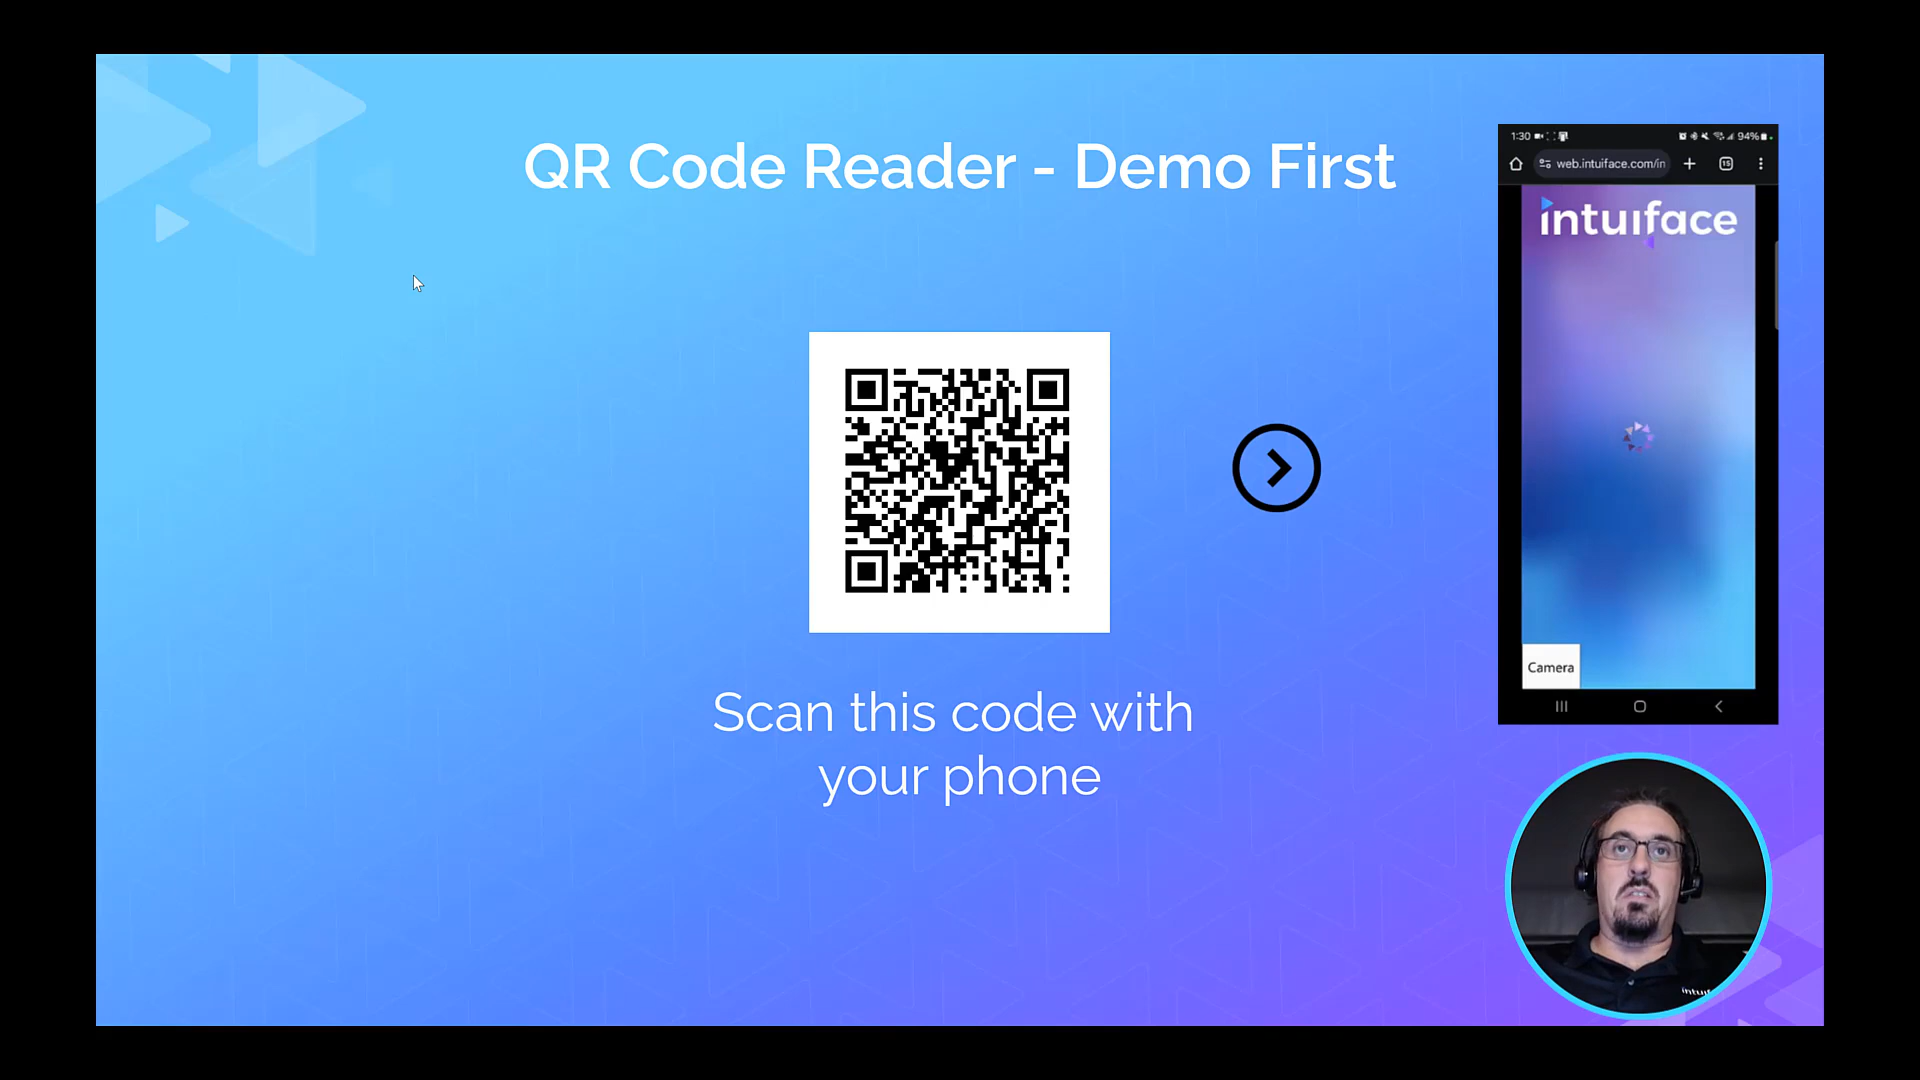 QR Code Reader - Demo First
Scan this code with
your phone
1:30
94%
web.intuiface.com/in
15
intuiface
Camera